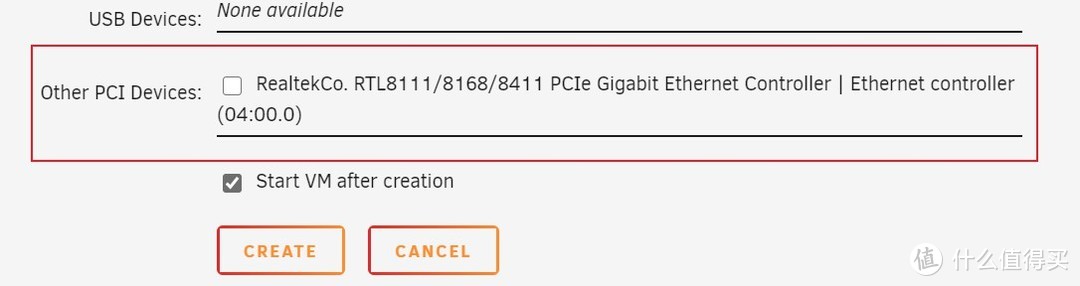 USB Devices: None available
Other PCI Devices: RealtekCo. RTL8111/8168/8411 PCIe Gigabit Ethernet Controller | Ethernet controller
(04:00.0)
Start VM after creation
CREATE CANCEL
值 什么值得买